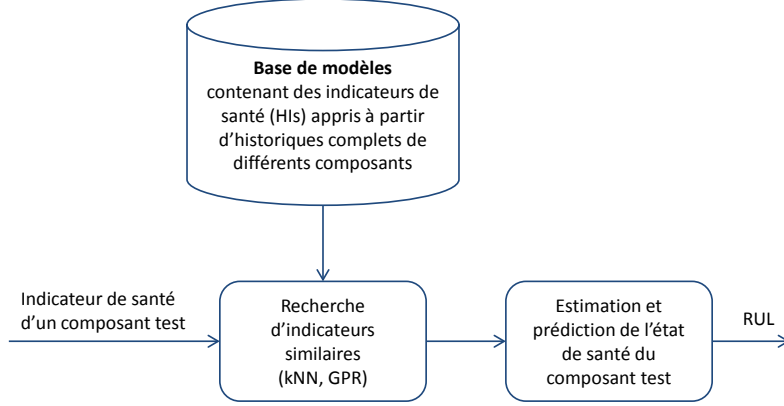 Base de modèles
contenant des indicateurs de
santé (HIs) appris à partir
d'historiques complets de
différents composants
Indicateur de santé
d'un composant test
Recherche
d'indicateurs
similaires
(kNN, GPR)
Estimation et
prédiction de l'état
de santé du
composant test
RUL